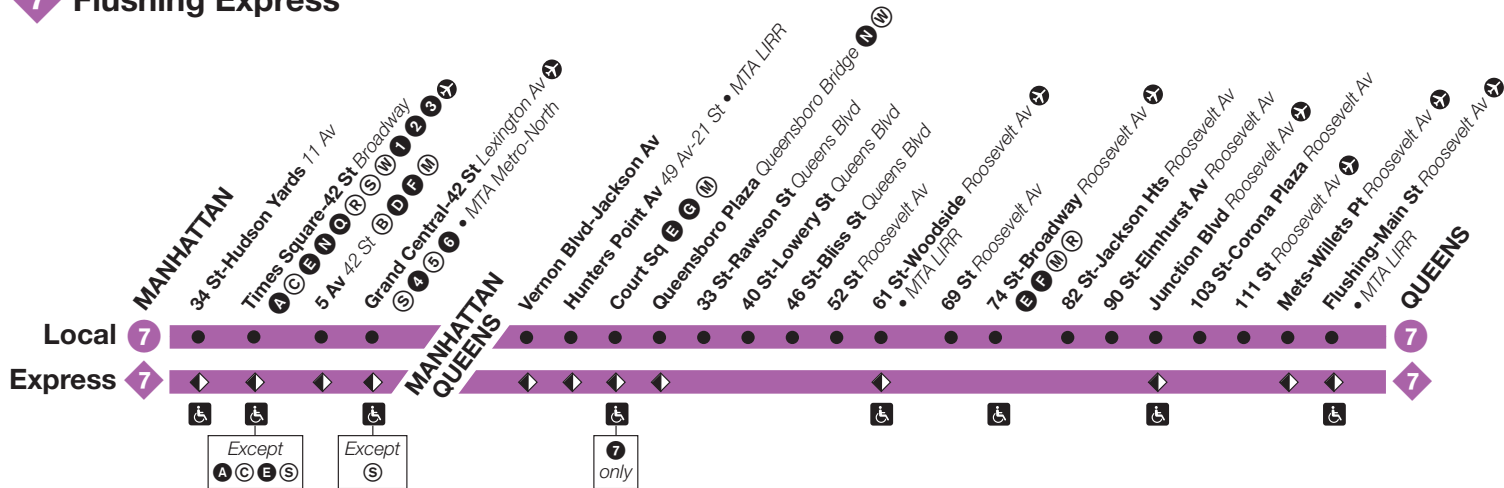 7 Flushing Express
MANHATTAN
34 St-Hudson Yards 11 Av
Times Square-42 St Broadway
A C E N Q R S W 1 2 3
5 Av 42 St B D F M
Grand Central-42 St Lexington Av
S 4 5 6 • MTA Metro-North
MANHATTAN
QUEENS
Vernon Blvd-Jackson Av
Hunters Point Av 49 Av-21 St • MTA LIRR
Court Sq E G M
Queensboro Plaza Queensboro Bridge N W
33 St-Rawson St Queens Blvd
40 St-Lowery St Queens Blvd
46 St-Bliss St Queens Blvd
52 St Roosevelt Av
61 St-Woodside Roosevelt Av
• MTA LIRR
69 St Roosevelt Av
74 St-Broadway Roosevelt Av
E F M R
82 St-Jackson Hts Roosevelt Av
90 St-Elmhurst Av Roosevelt Av
Junction Blvd Roosevelt Av
103 St-Corona Plaza Roosevelt Av
111 St Roosevelt Av
Mets-Willets Pt Roosevelt Av
Flushing-Main St Roosevelt Av
• MTA LIRR
QUEENS
Local 7 7
Express 7 7
Except
A C E S
Except
S
7
only